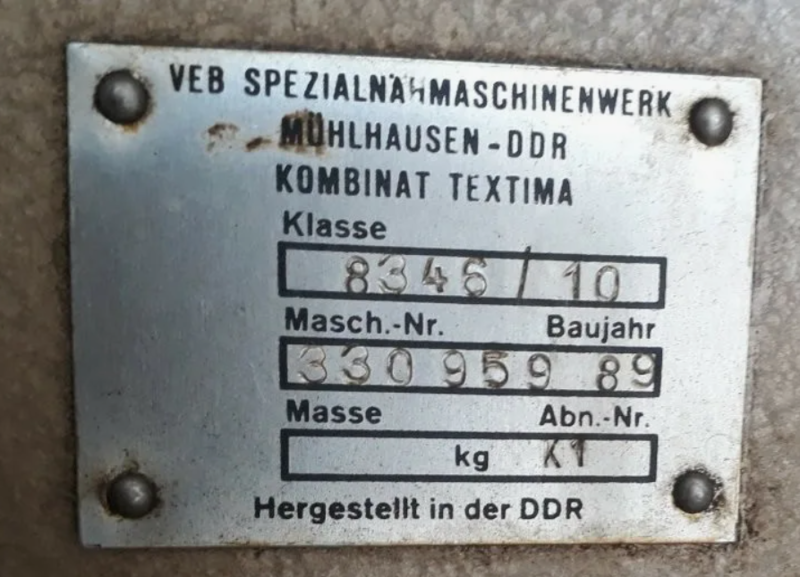 VEB SPEZIALNÄHMASCHINENWERK
MÜHLHAUSEN-DDR
KOMBINAT TEXTIMA
Klasse
8346/10
Masch.-Nr. Baujahr
330 959 89
Masse Abn.-Nr.
kg K1
Hergestellt in der DDR